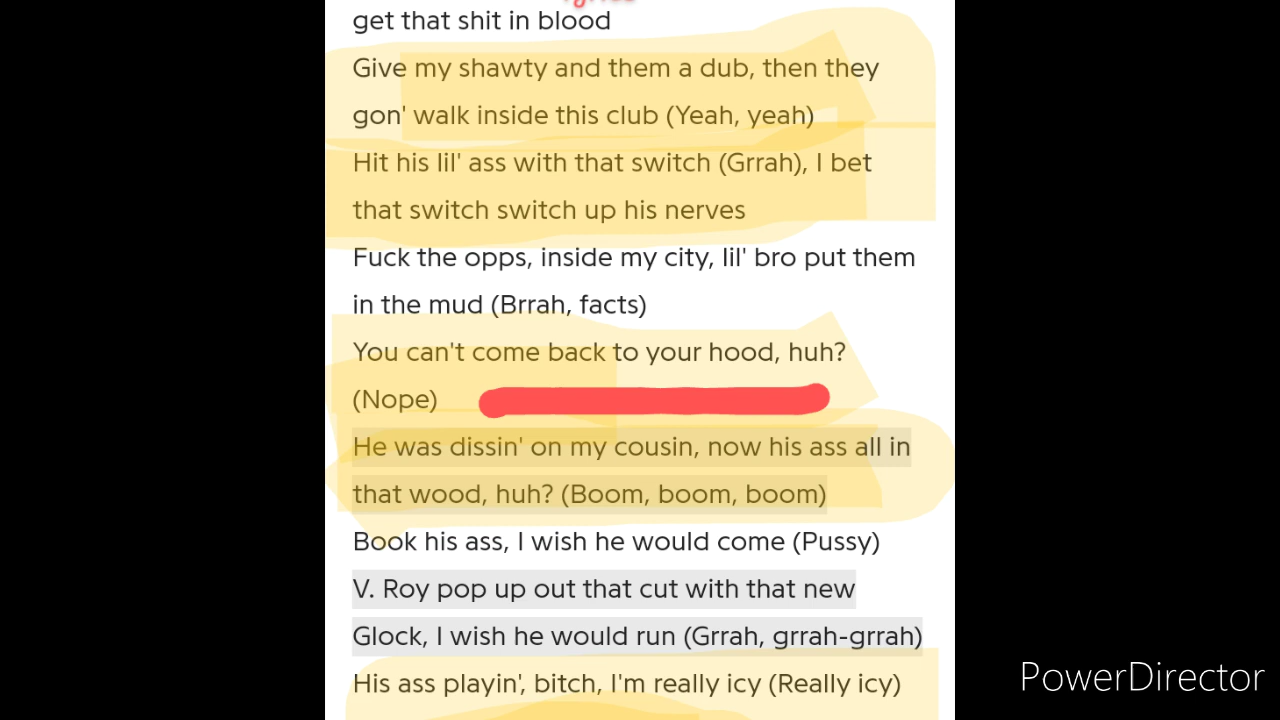 get that shit in blood
Give my shawty and them a dub, then they
gon' walk inside this club (Yeah, yeah)
Hit his lil' ass with that switch (Grrah), I bet
that switch switch up his nerves
Fuck the opps, inside my city, lil' bro put them
in the mud (Brrah, facts)
You can't come back to your hood, huh?
(Nope)
He was dissin' on my cousin, now his ass all in
that wood, huh? (Boom, boom, boom)
Book his ass, I wish he would come (Pussy)
V. Roy pop up out that cut with that new
Glock, I wish he would run (Grrah, grrah-grrah)
His ass playin', bitch, I'm really icy (Really icy)
PowerDirector